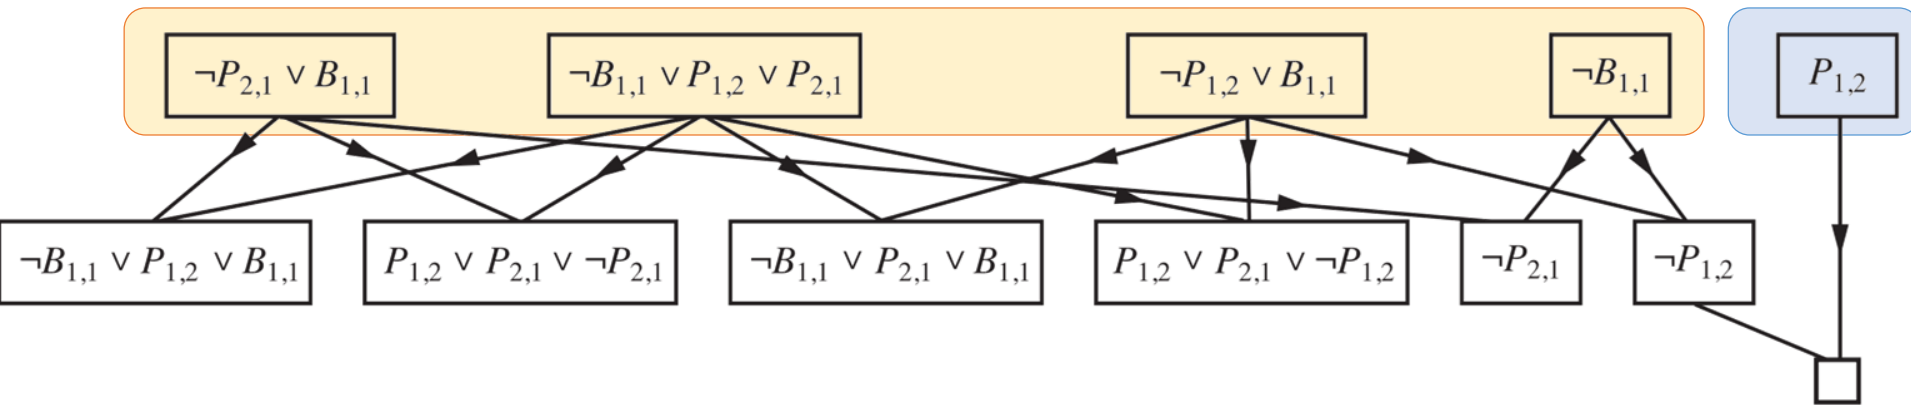 ¬P2,1 ∨ B1,1
¬B1,1 ∨ P1,2 ∨ P2,1
¬P1,2 ∨ B1,1
¬B1,1
P1,2
¬B1,1 ∨ P1,2 ∨ B1,1
P1,2 ∨ P2,1 ∨ ¬P2,1
¬B1,1 ∨ P2,1 ∨ B1,1
P1,2 ∨ P2,1 ∨ ¬P1,2
¬P2,1
¬P1,2